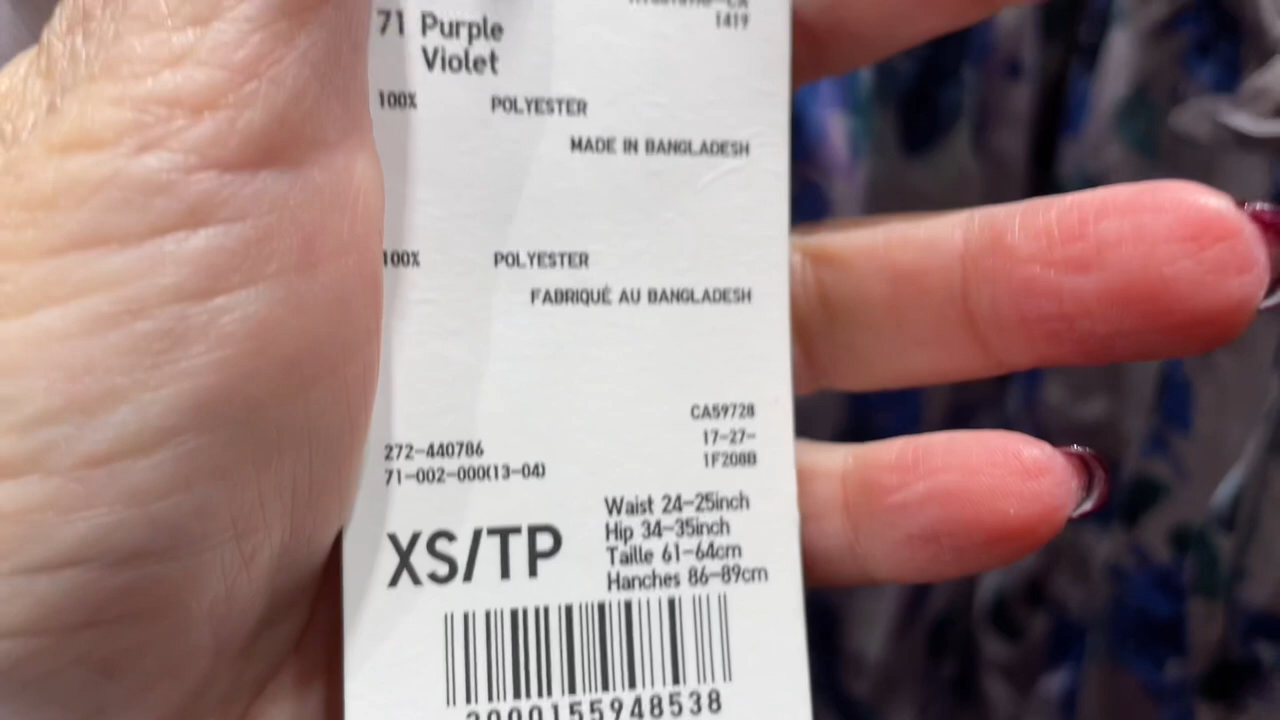 1419
71 Purple
Violet
100% POLYESTER
MADE IN BANGLADESH
100% POLYESTER
FABRIQUÉ AU BANGLADESH
CA59728
17-27-
1F208B
272-440786
71-002-000(13-04)
XS/TP
Waist 24-25inch
Hip 34-35inch
Taille 61-64cm
Hanches 86-89cm
2000155948538